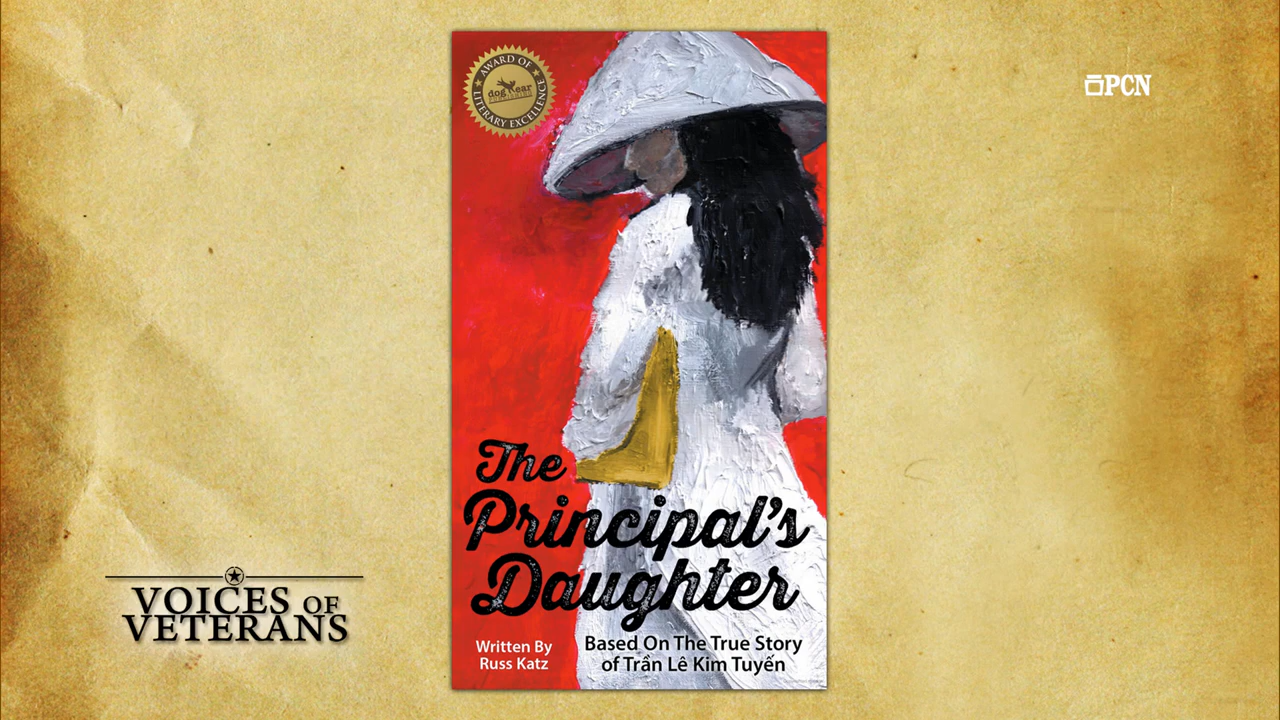 AWARD OF
dog ear
LITERARY EXCELLENCE
PCN
The
Principal's
Daughter
Written By
Russ Katz
Based On The True Story
of Trần Lê Kim Tuyến
VOICES OF
VETERANS